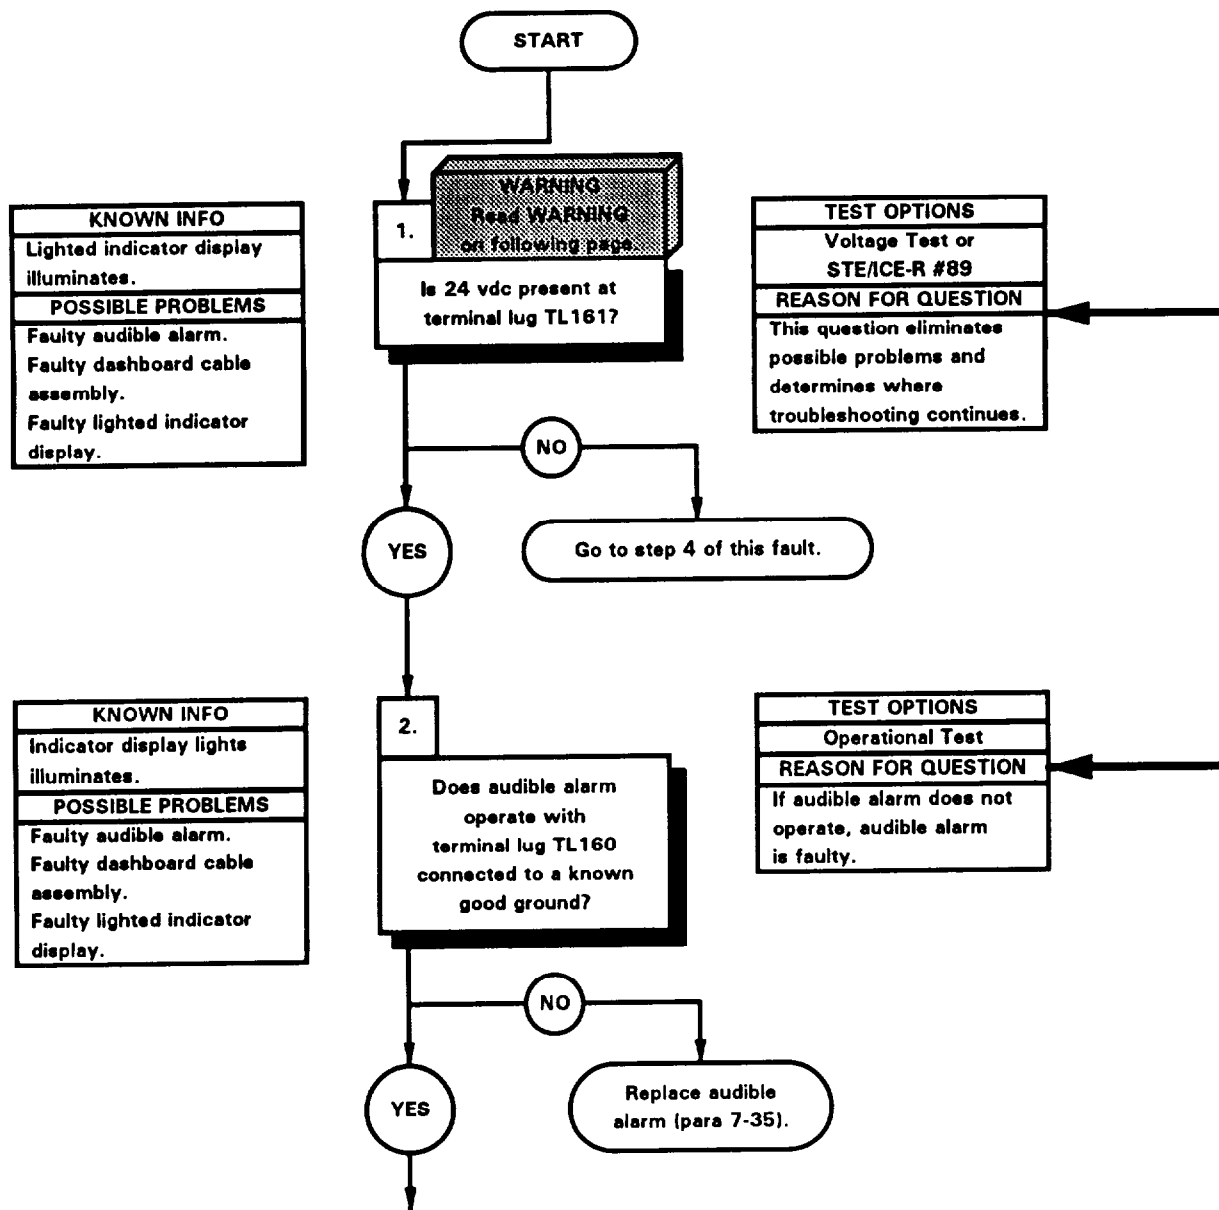 START
WARNING
Read WARNING
on following page.
1.
Is 24 vdc present at
terminal lug TL161?
KNOWN INFO
Lighted indicator display
illuminates.
POSSIBLE PROBLEMS
Faulty audible alarm.
Faulty dashboard cable
assembly.
Faulty lighted indicator
display.
TEST OPTIONS
Voltage Test or
STE/ICE-R #89
REASON FOR QUESTION
This question eliminates
possible problems and
determines where
troubleshooting continues.
NO
YES
Go to step 4 of this fault.
KNOWN INFO
Indicator display lights
illuminates.
POSSIBLE PROBLEMS
Faulty audible alarm.
Faulty dashboard cable
assembly.
Faulty lighted indicator
display.
2.
Does audible alarm
operate with
terminal lug TL160
connected to a known
good ground?
TEST OPTIONS
Operational Test
REASON FOR QUESTION
If audible alarm does not
operate, audible alarm
is faulty.
NO
YES
Replace audible
alarm (para 7-35).